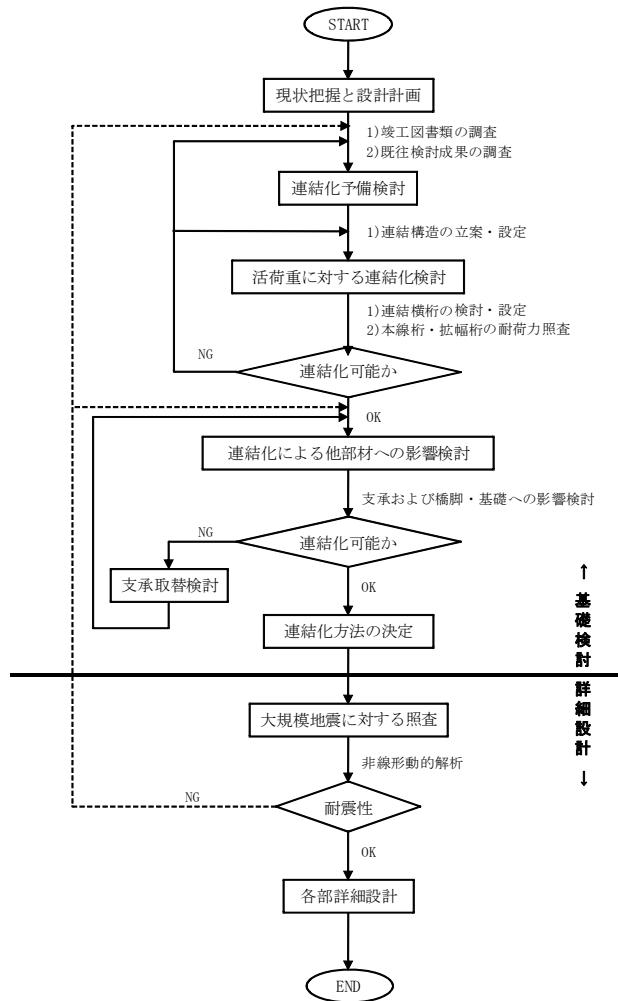 START
現状把握と設計計画
1)竣工図書類の調査
2)既往検討成果の調査
連結化予備検討
1)連結構造の立案・設定
活荷重に対する連結化検討
1)連結横桁の検討・設定
2)本線桁・拡幅桁の耐荷力照査
NG
連結化可能か
OK
連結化による他部材への影響検討
支承および橋脚・基礎への影響検討
NG
連結化可能か
支承取替検討
OK
連結化方法の決定
↑基礎検討
詳細設計↓
大規模地震に対する照査
非線形動的解析
NG
耐震性
OK
各部詳細設計
END